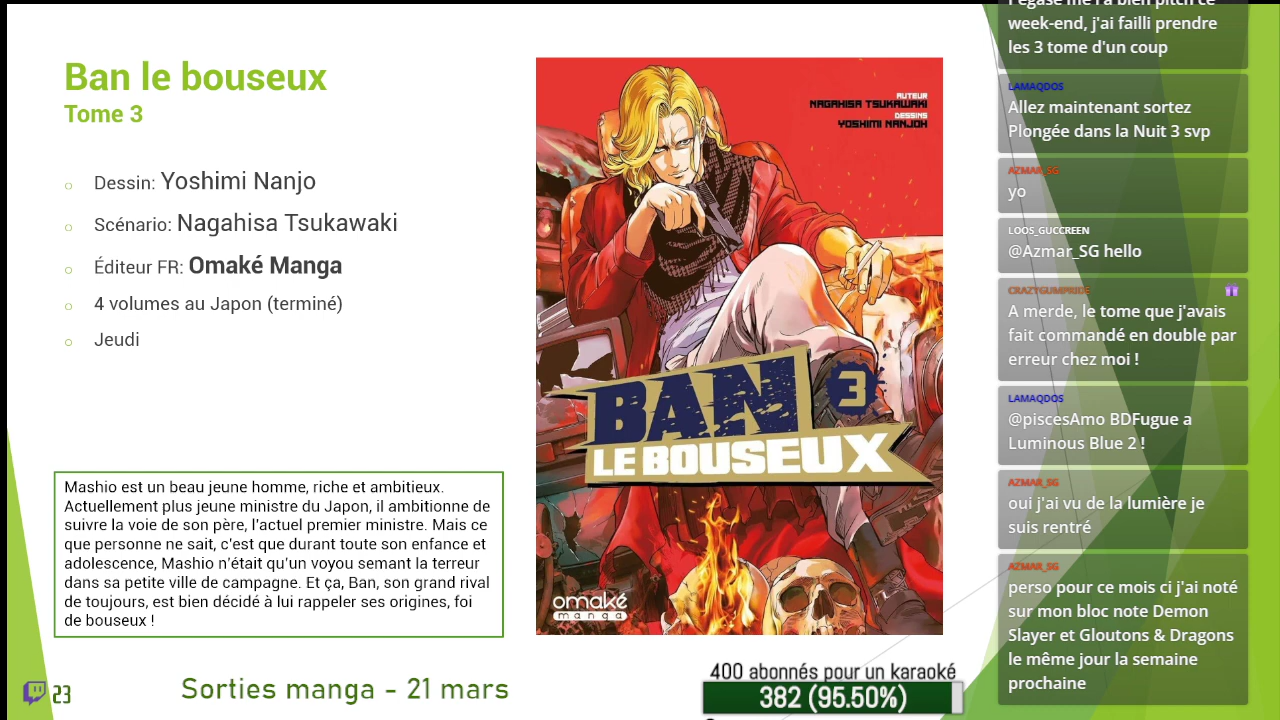 Ban le bouseux
Tome 3
Dessin: Yoshimi Nanjo
Scénario: Nagahisa Tsukawaki
Éditeur FR: Omaké Manga
4 volumes au Japon (terminé)
Jeudi
Mashio est un beau jeune homme, riche et ambitieux.
Actuellement plus jeune ministre du Japon, il ambitionne de
suivre la voie de son père, l'actuel premier ministre. Mais ce
que personne ne sait, c'est que durant toute son enfance et
adolescence, Mashio n'était qu'un voyou semant la terreur
dans sa petite ville de campagne. Et ça, Ban, son grand rival
de toujours, est bien décidé à lui rappeler ses origines, foi
de bouseux !
23
Sorties manga - 21 mars
AUTEUR
NAGAHISA TSUKAWAKI
DESSINS
YOSHIMI NANJOH
BAN 3
LE BOUSEUX
omaké
manga
400 abonnés pour un karaoké
382 (95.50%)
week-end, j'ai failli prendre
les 3 tome d'un coup
LAMAQDOS
Allez maintenant sortez
Plongée dans la Nuit 3 svp
AZMAR_SG
yo
LOOS_GUCCREEN
@Azmar_SG hello
CRAZYGUMPRIDE
A merde, le tome que j'avais
fait commandé en double par
erreur chez moi !
LAMAQDOS
@piscesAmo BDFugue a
Luminous Blue 2 !
AZMAR_SG
oui j'ai vu de la lumière je
suis rentré
AZMAR_SG
perso pour ce mois ci j'ai noté
sur mon bloc note Demon
Slayer et Gloutons & Dragons
le même jour la semaine
prochaine